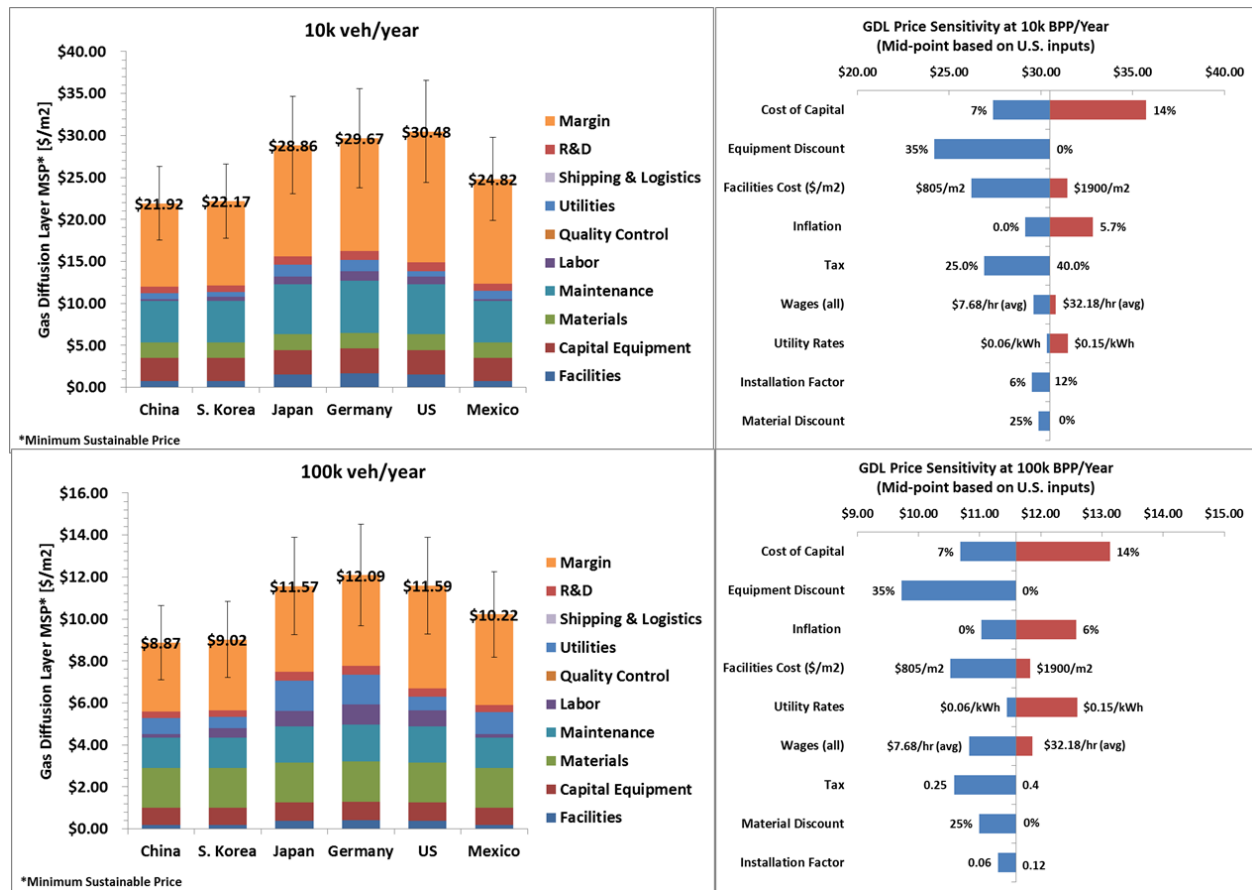 10k veh/year
Gas Diffusion Layer MSP* [$/m2]
$40.00
$35.00
$30.00
$25.00
$20.00
$15.00
$10.00
$5.00
$0.00
$21.92
$22.17
$28.86
$29.67
$30.48
$24.82
China
S. Korea
Japan
Germany
US
Mexico
Margin
R&D
Shipping & Logistics
Utilities
Quality Control
Labor
Maintenance
Materials
Capital Equipment
Facilities
*Minimum Sustainable Price
GDL Price Sensitivity at 10k BPP/Year
(Mid-point based on U.S. inputs)
$20.00 $25.00 $30.00 $35.00 $40.00
Cost of Capital 7% 14%
Equipment Discount 35% 0%
Facilities Cost ($/m2) $805/m2 $1900/m2
Inflation 0.0% 5.7%
Tax 25.0% 40.0%
Wages (all) $7.68/hr (avg) $32.18/hr (avg)
Utility Rates $0.06/kWh $0.15/kWh
Installation Factor 6% 12%
Material Discount 25% 0%
100k veh/year
Gas Diffusion Layer MSP* [$/m2]
$16.00
$14.00
$12.00
$10.00
$8.00
$6.00
$4.00
$2.00
$0.00
$8.87
$9.02
$11.57
$12.09
$11.59
$10.22
China
S. Korea
Japan
Germany
US
Mexico
Margin
R&D
Shipping & Logistics
Utilities
Quality Control
Labor
Maintenance
Materials
Capital Equipment
Facilities
*Minimum Sustainable Price
GDL Price Sensitivity at 100k BPP/Year
(Mid-point based on U.S. inputs)
$9.00 $10.00 $11.00 $12.00 $13.00 $14.00 $15.00
Cost of Capital 7% 14%
Equipment Discount 35% 0%
Inflation 0% 6%
Facilities Cost ($/m2) $805/m2 $1900/m2
Utility Rates $0.06/kWh $0.15/kWh
Wages (all) $7.68/hr (avg) $32.18/hr (avg)
Tax 0.25 0.4
Material Discount 25% 0%
Installation Factor 0.06 0.12